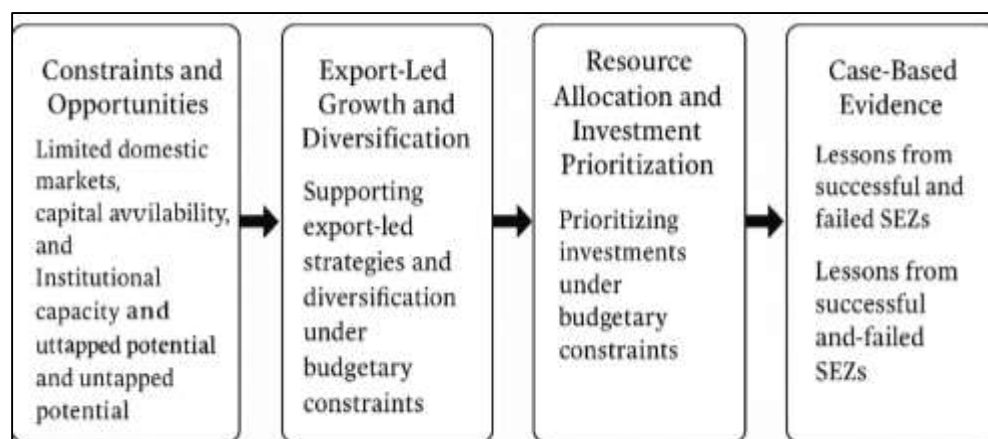 Constraints and
Opportunities
Limited domestic
markets,
capital avvilability,
and
Institutional
capacity and
uttapped potential
and untapped
potential
Export-Led
Growth and
Diversification
Supporting
export-led
strategies and
diversification
under
budgetary
constraints
Resource
Allocation and
Investment
Prioritization
Prioritizing
investments
under
budgetary
constraints
Case-Based
Evidence
Lessons from
successful and
failed SEZs
Lessons from
successful
and-failed
SEZs